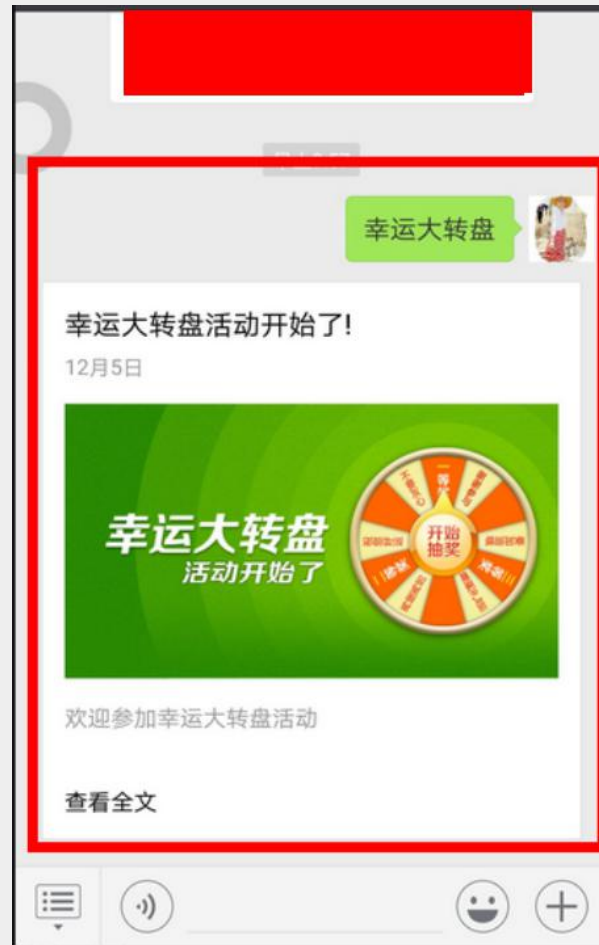 幸运大转盘
幸运大转盘活动开始了!
12月5日
幸运大转盘
活动开始了
开始
抽奖
欢迎参加幸运大转盘活动
查看全文